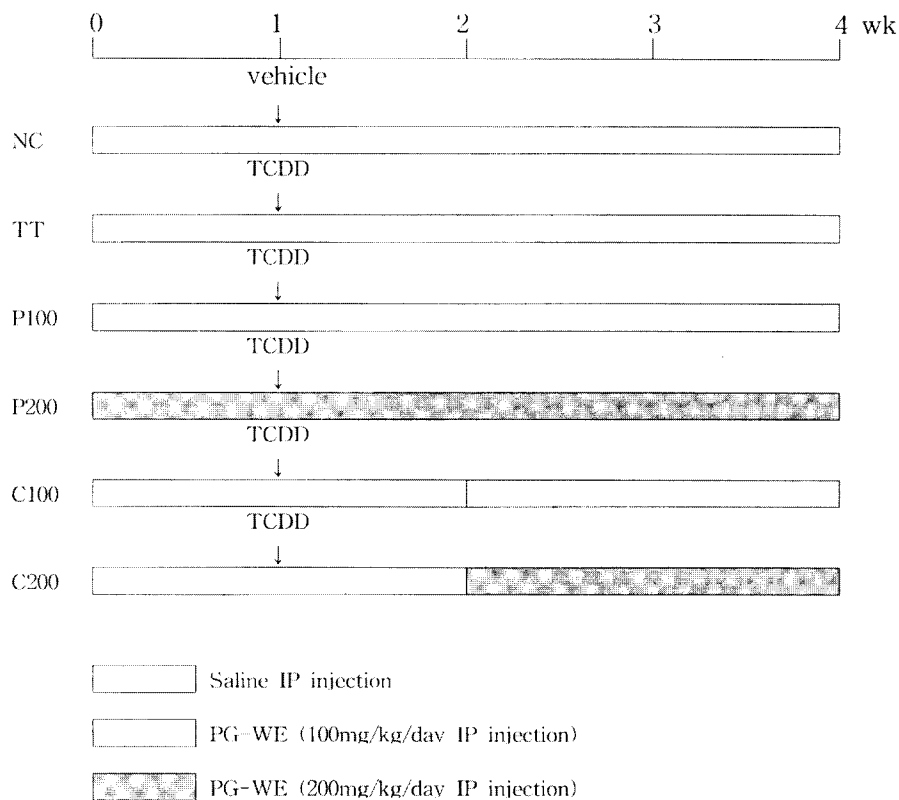 0 1 2 3 4 wk
vehicle
↓
NC
TCDD
↓
TT
TCDD
↓
P100
TCDD
↓
P200
TCDD
↓
C100
TCDD
↓
C200
Saline IP injection
PG-WE (100mg/kg/day IP injection)
PG-WE (200mg/kg/day IP injection)